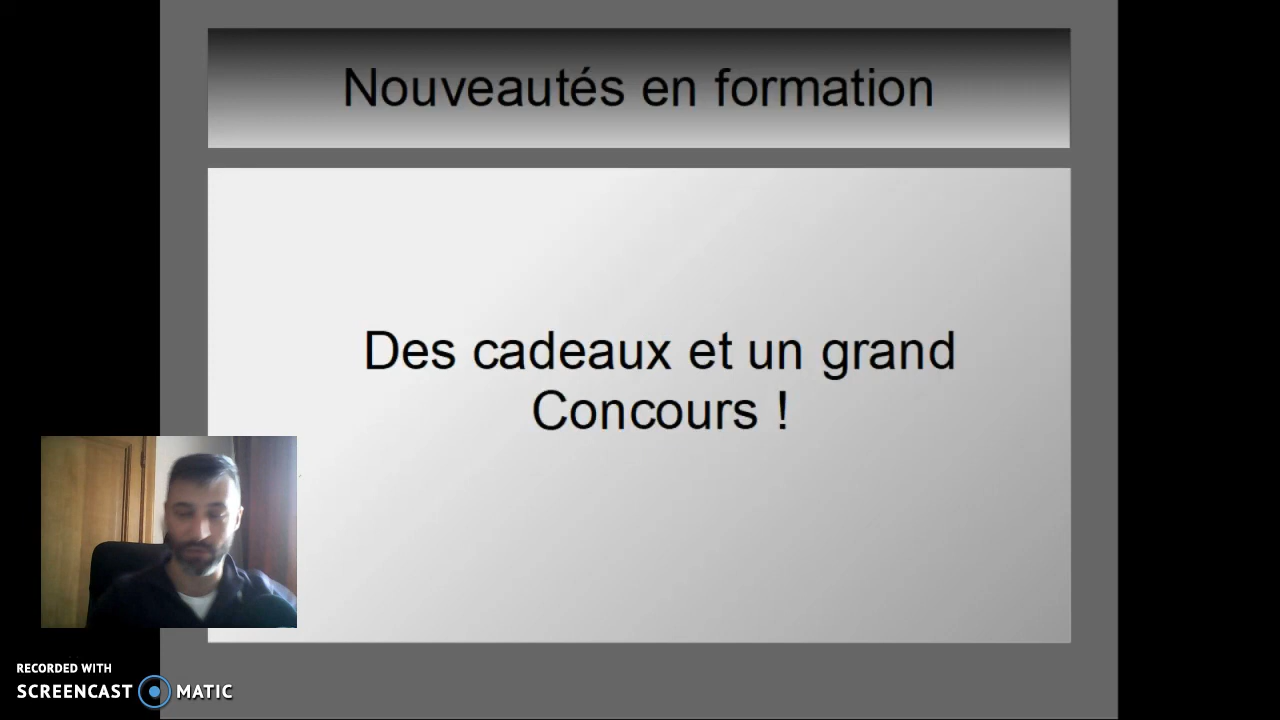 Nouveautés en formation
Des cadeaux et un grand
Concours !
RECORDED WITH
SCREENCAST MATIC